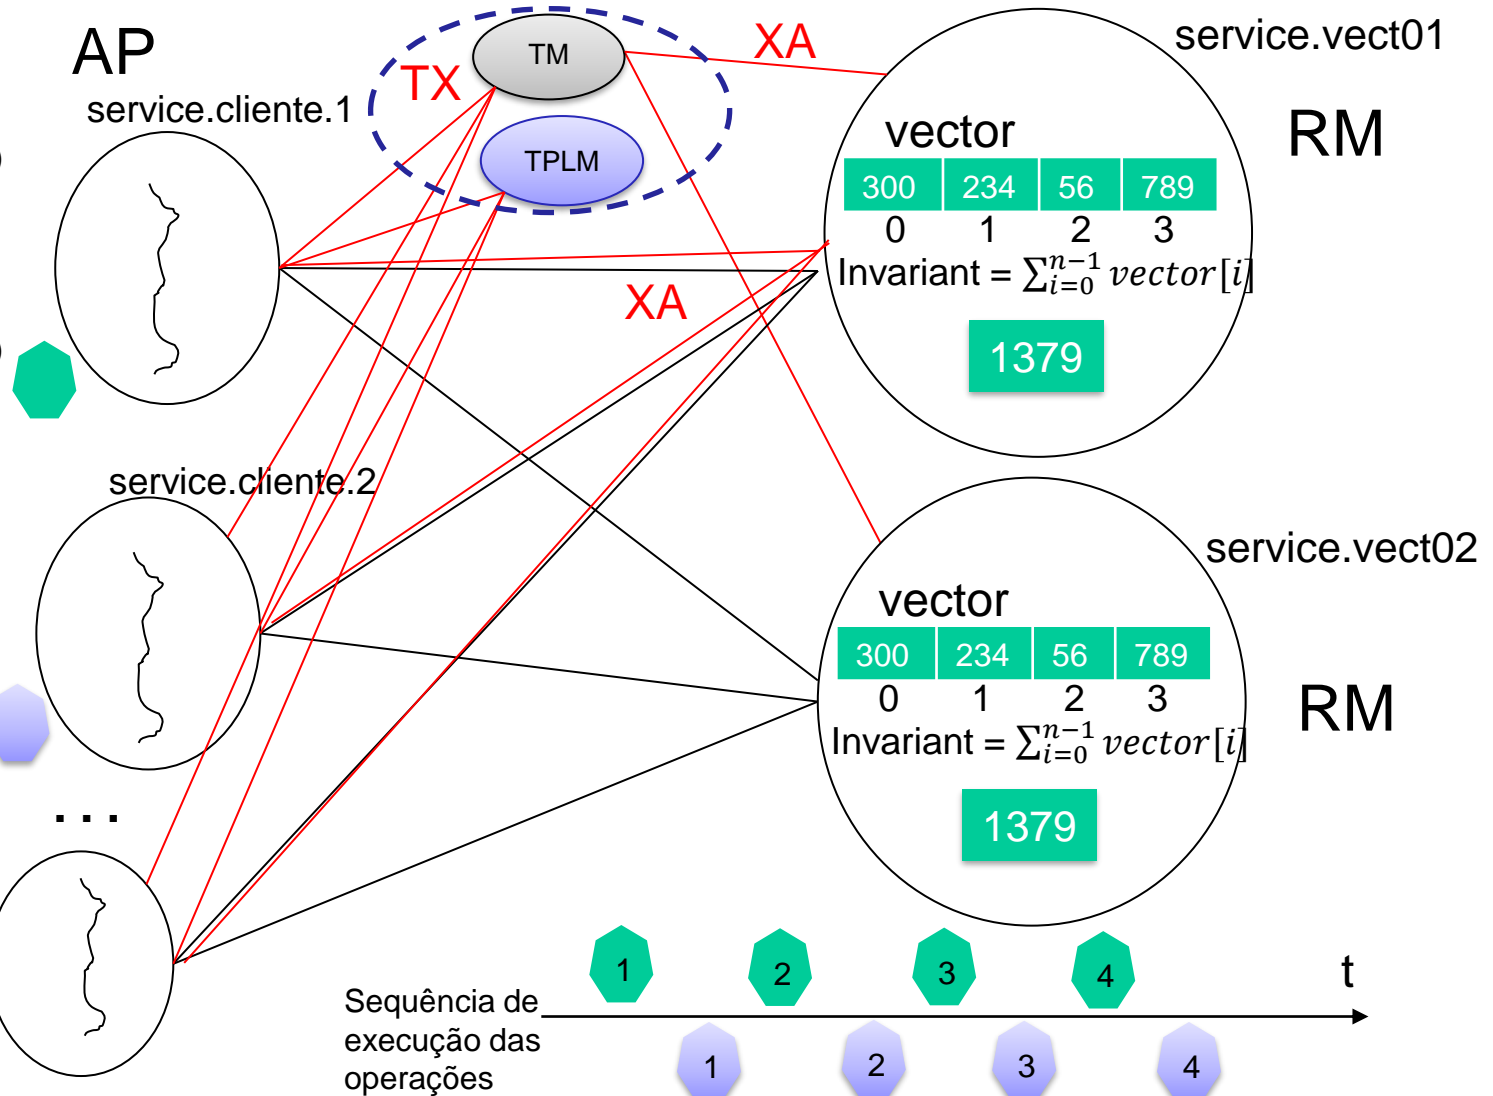 AP
service.cliente.1
TX
TM
TPLM
XA
XA
service.vect01
RM
vector
300 234 56 789
0 1 2 3
Invariant = ∑_{i=0}^{n−1} vector[i]
1379
service.cliente.2
...
service.vect02
RM
vector
300 234 56 789
0 1 2 3
Invariant = ∑_{i=0}^{n−1} vector[i]
1379
1 2 3 4
t
Sequência de
execução das
operações
1 2 3 4